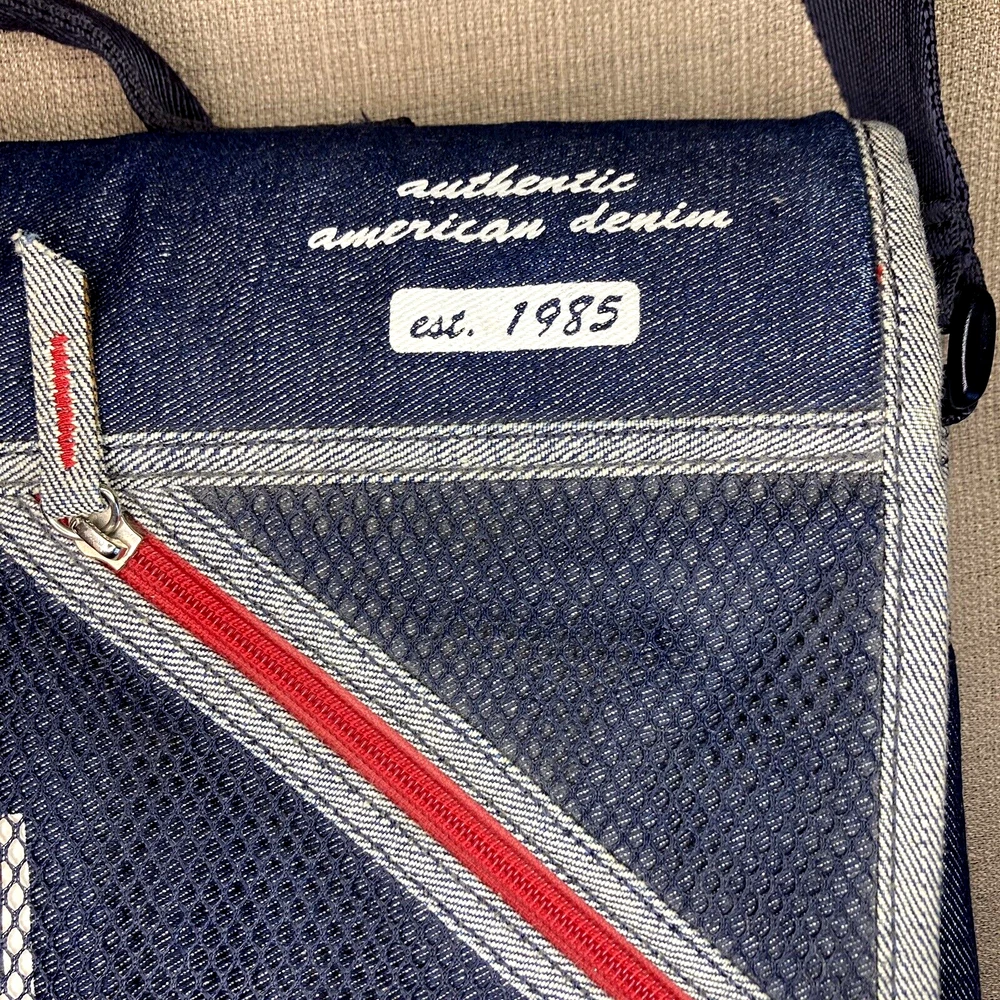 authentic
american denim
est. 1985